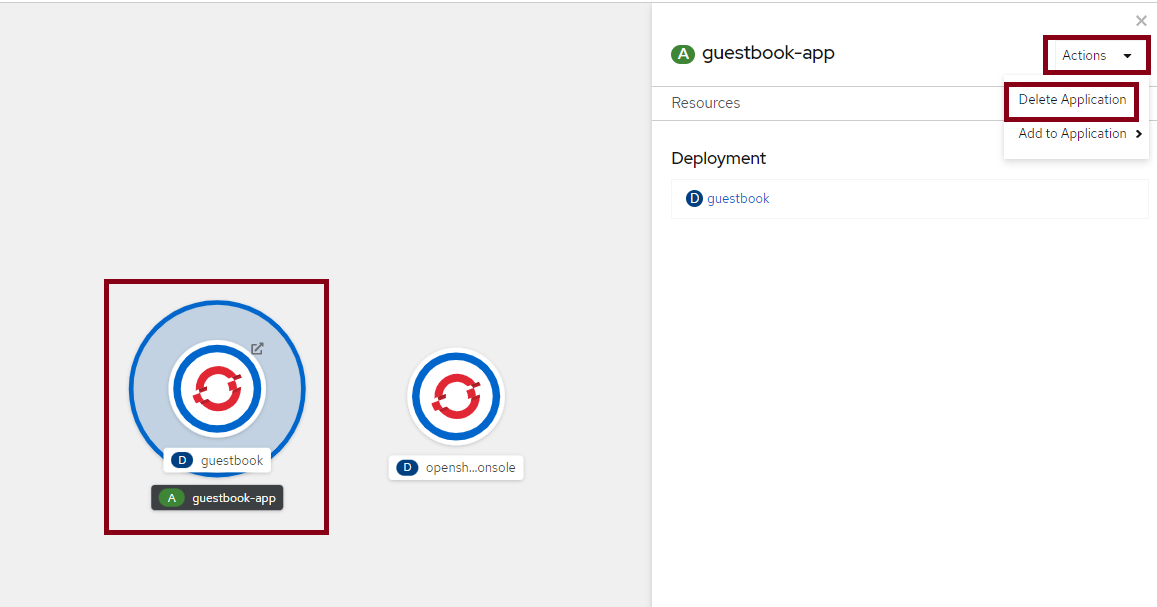 A guestbook-app
Actions
Delete Application
Add to Application
Resources
Deployment
D guestbook
D guestbook
A guestbook-app
D opensh...onsole